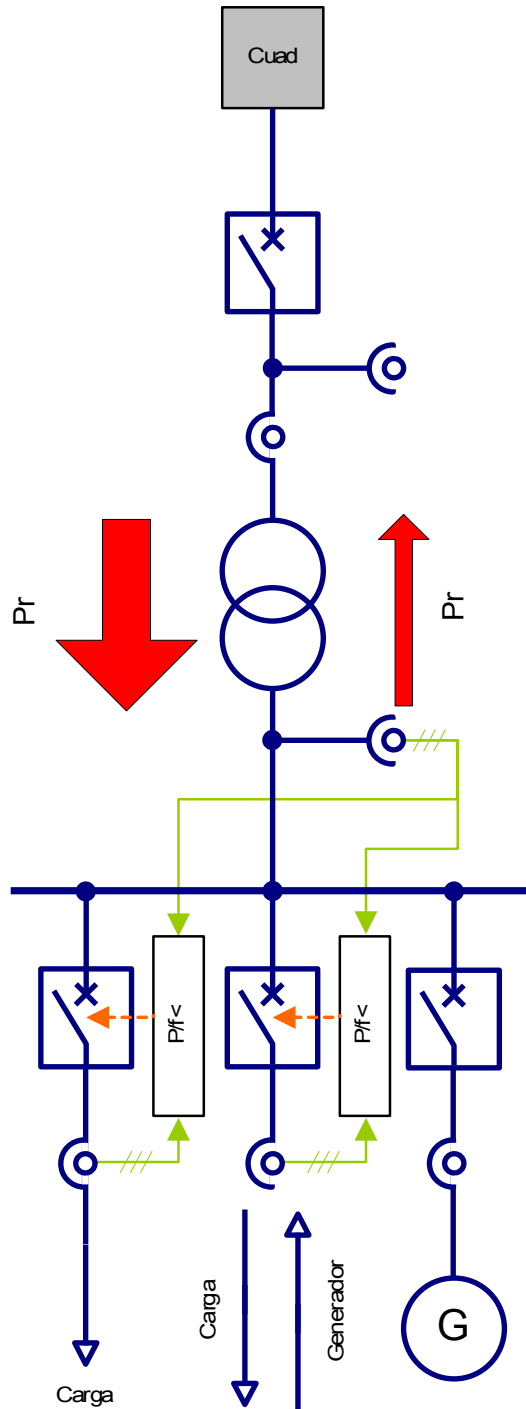 Cuad
Pr
Pr
P/f <
P/f <
Carga
Generador
G
Carga